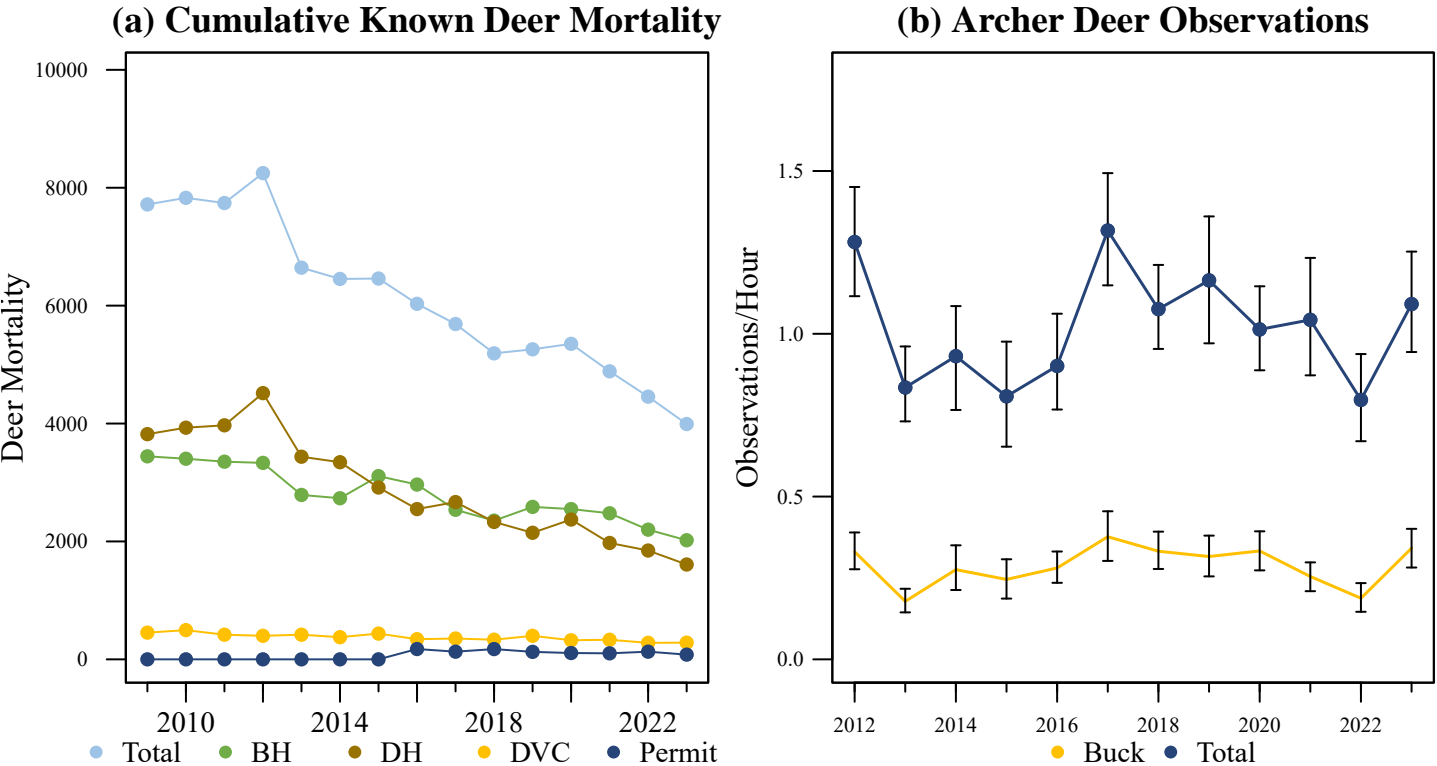 (a) Cumulative Known Deer Mortality
10000
8000
6000
4000
2000
0
Deer Mortality
2010 2014 2018 2022
Total BH DH DVC Permit
(b) Archer Deer Observations
1.5
1.0
0.5
0.0
Observations/Hour
2012 2014 2016 2018 2020 2022
Buck Total